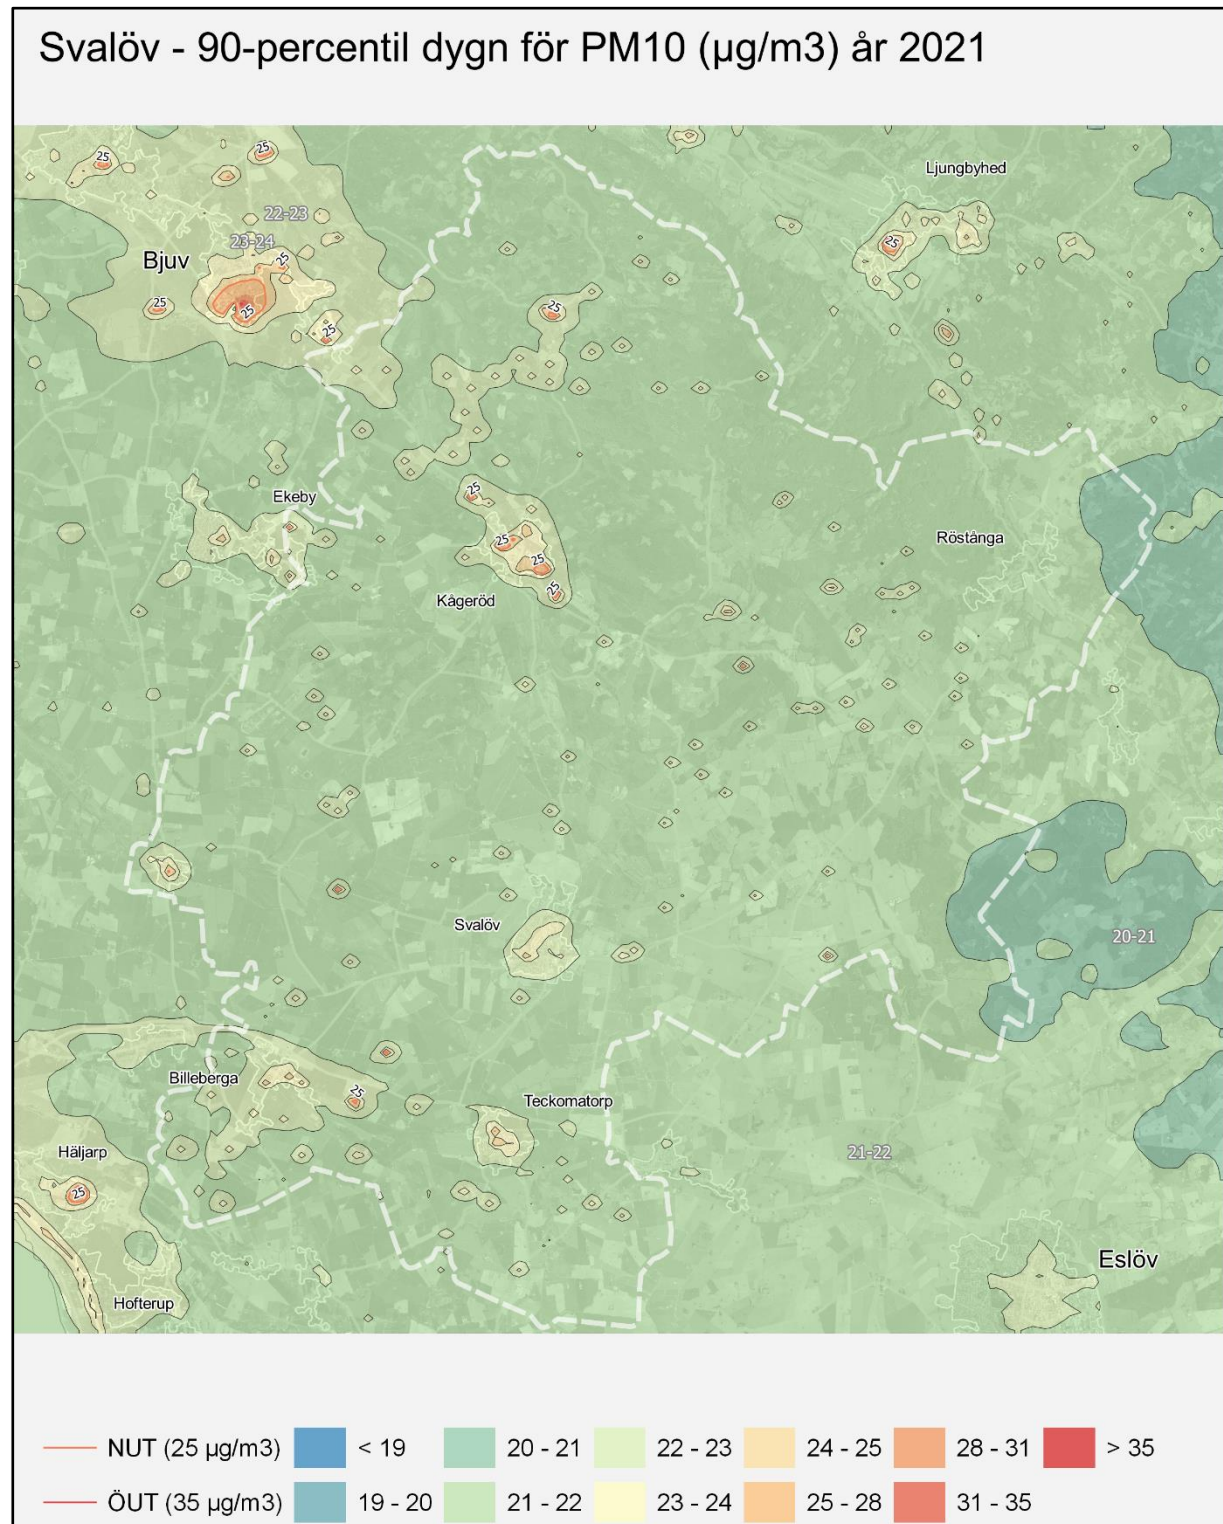 Svalöv - 90-percentil dygn för PM10 (µg/m3) år 2021
25
25
Ljungbyhed
22-23
23-24
25
Bjuv
25
25
25
25
25
25
Ekeby
Röstånga
25
25
Kågeröd
25
Svalöv
20-21
Billeberga
25
Teckomatorp
Häljarp
21-22
25
Eslöv
Hofterup
NUT (25 µg/m3)
< 19
20 - 21
22 - 23
24 - 25
28 - 31
> 35
ÖUT (35 µg/m3)
19 - 20
21 - 22
23 - 24
25 - 28
31 - 35